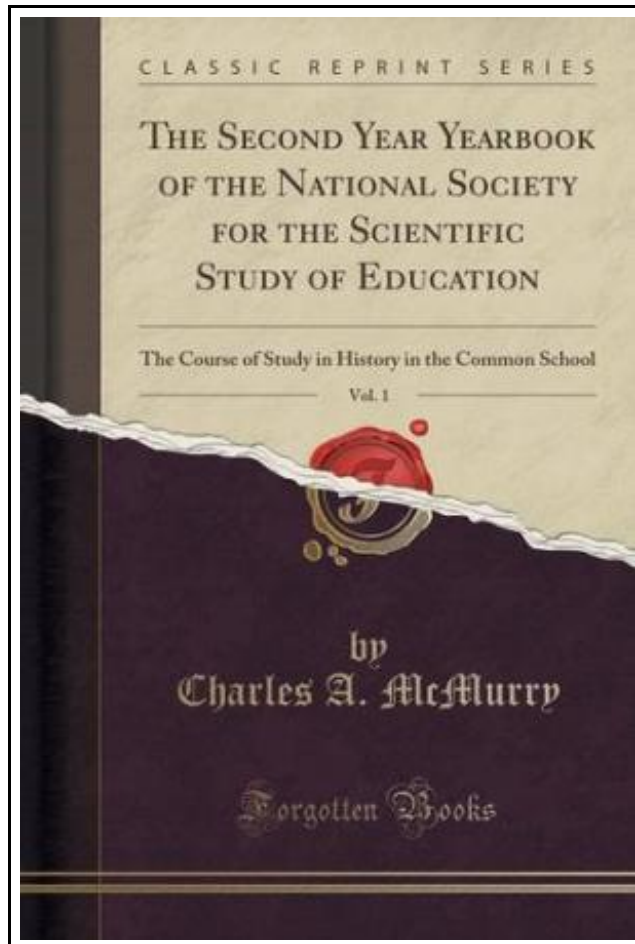 CLASSIC REPRINT SERIES
THE SECOND YEAR YEARBOOK
OF THE NATIONAL SOCIETY
FOR THE SCIENTIFIC
STUDY OF EDUCATION
The Course of Study in History in the Common School
Vol. 1
by
Charles A. McMurry
Forgotten Books